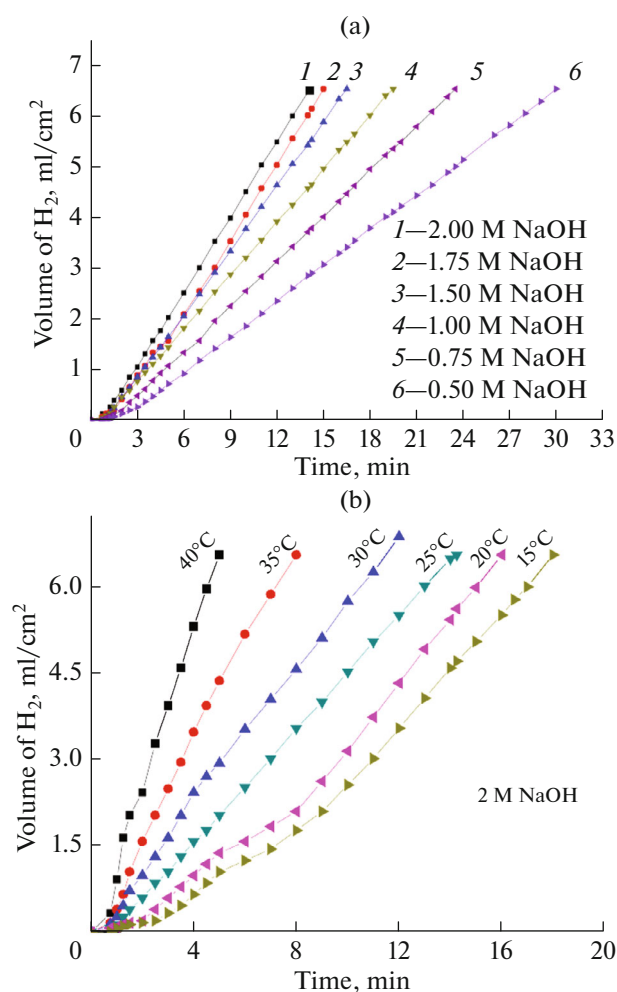 (a)
7
6
5
4
3
2
1
0
Volume of H2, ml/cm2
1 2 3 4 5 6
1—2.00 M NaOH
2—1.75 M NaOH
3—1.50 M NaOH
4—1.00 M NaOH
5—0.75 M NaOH
6—0.50 M NaOH
3 6 9 12 15 18 21 24 27 30 33
Time, min
(b)
40°C 35°C 30°C 25°C 20°C 15°C
6.0
4.5
3.0
1.5
Volume of H2, ml/cm2
2 M NaOH
0 4 8 12 16 20
Time, min